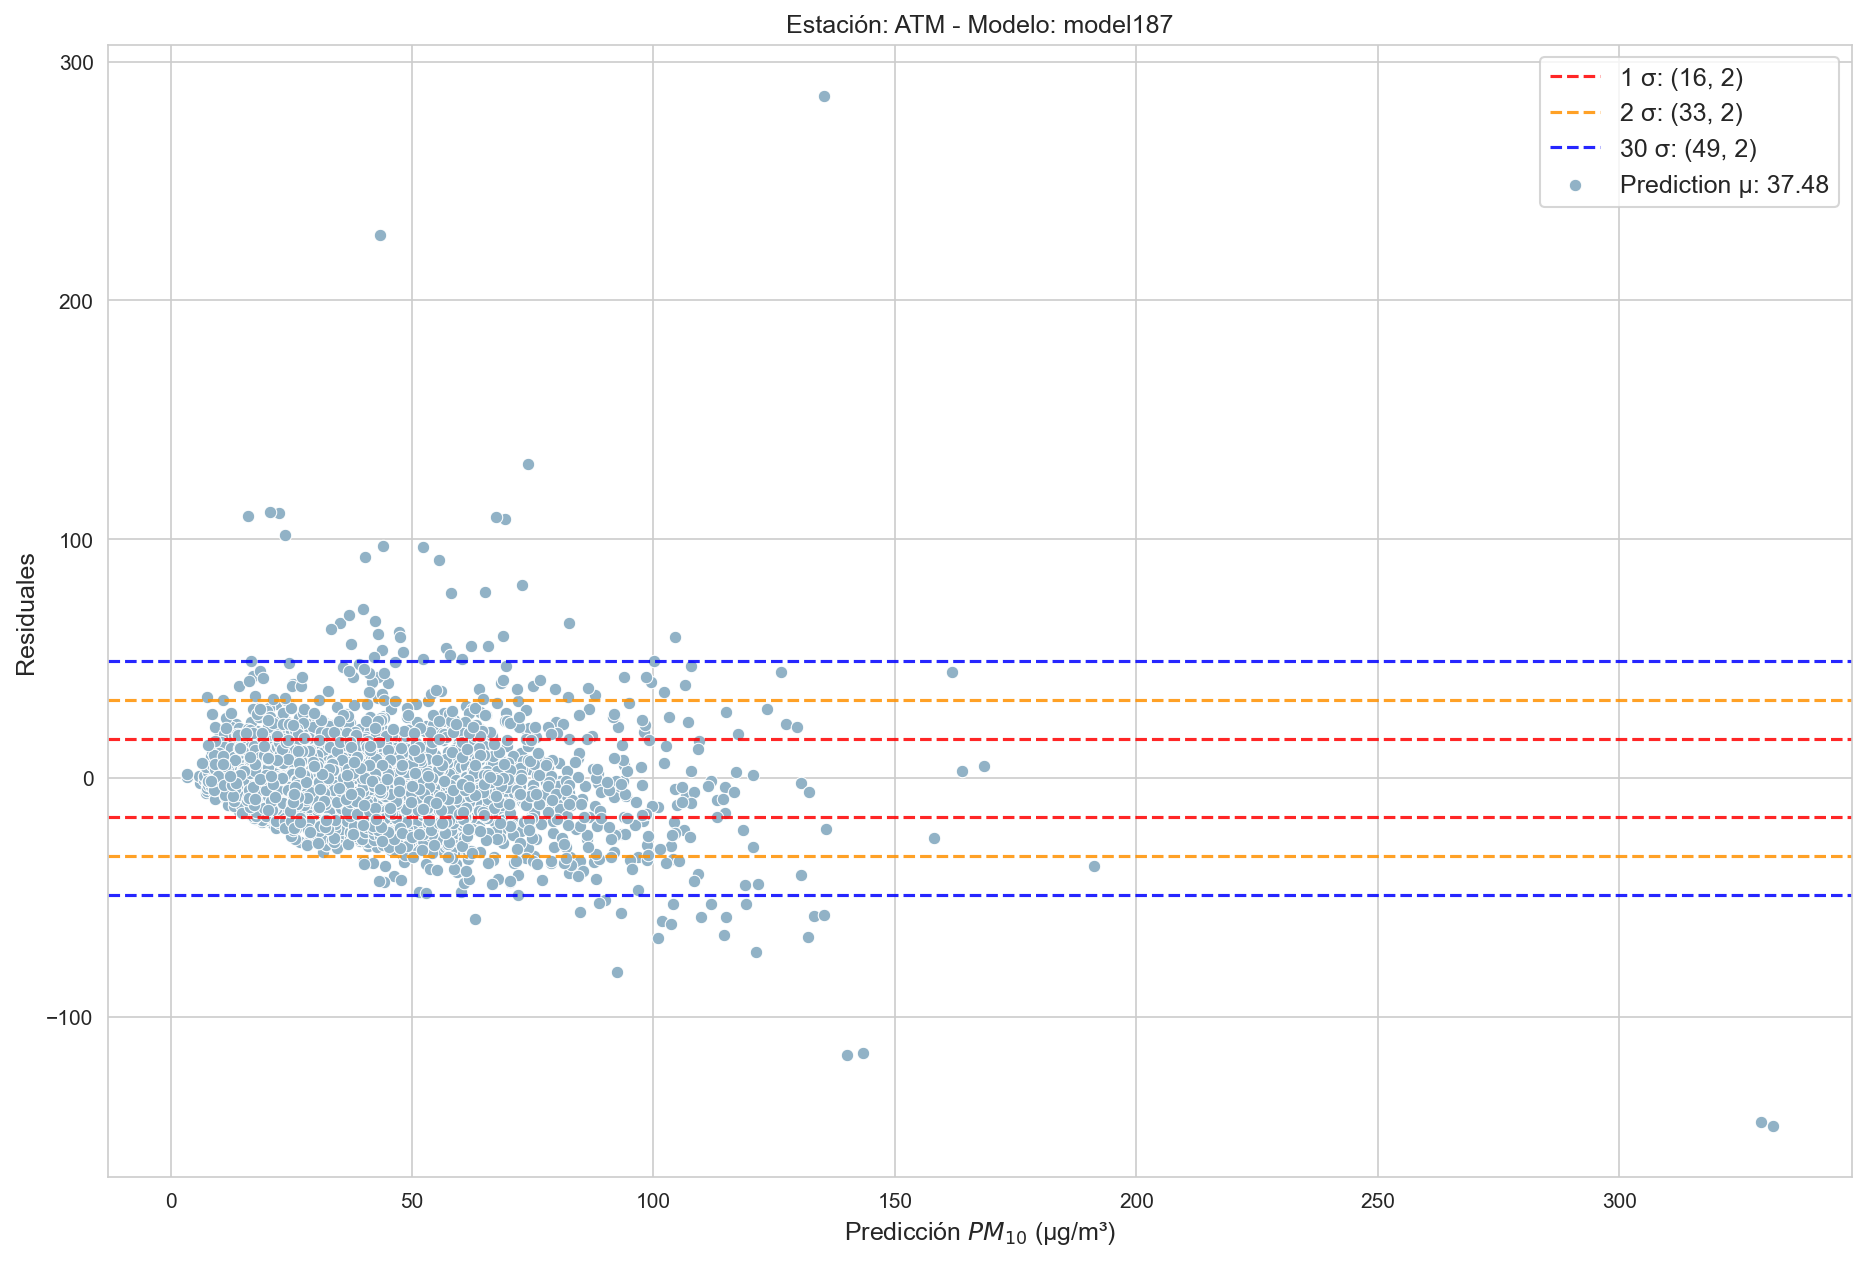 Estación: ATM - Modelo: model187
300
200
100
0
−100
Residuales
1 σ: (16, 2)
2 σ: (33, 2)
30 σ: (49, 2)
Prediction µ: 37.48
0
50
100
150
200
250
300
Predicción PM₁₀ (µg/m³)